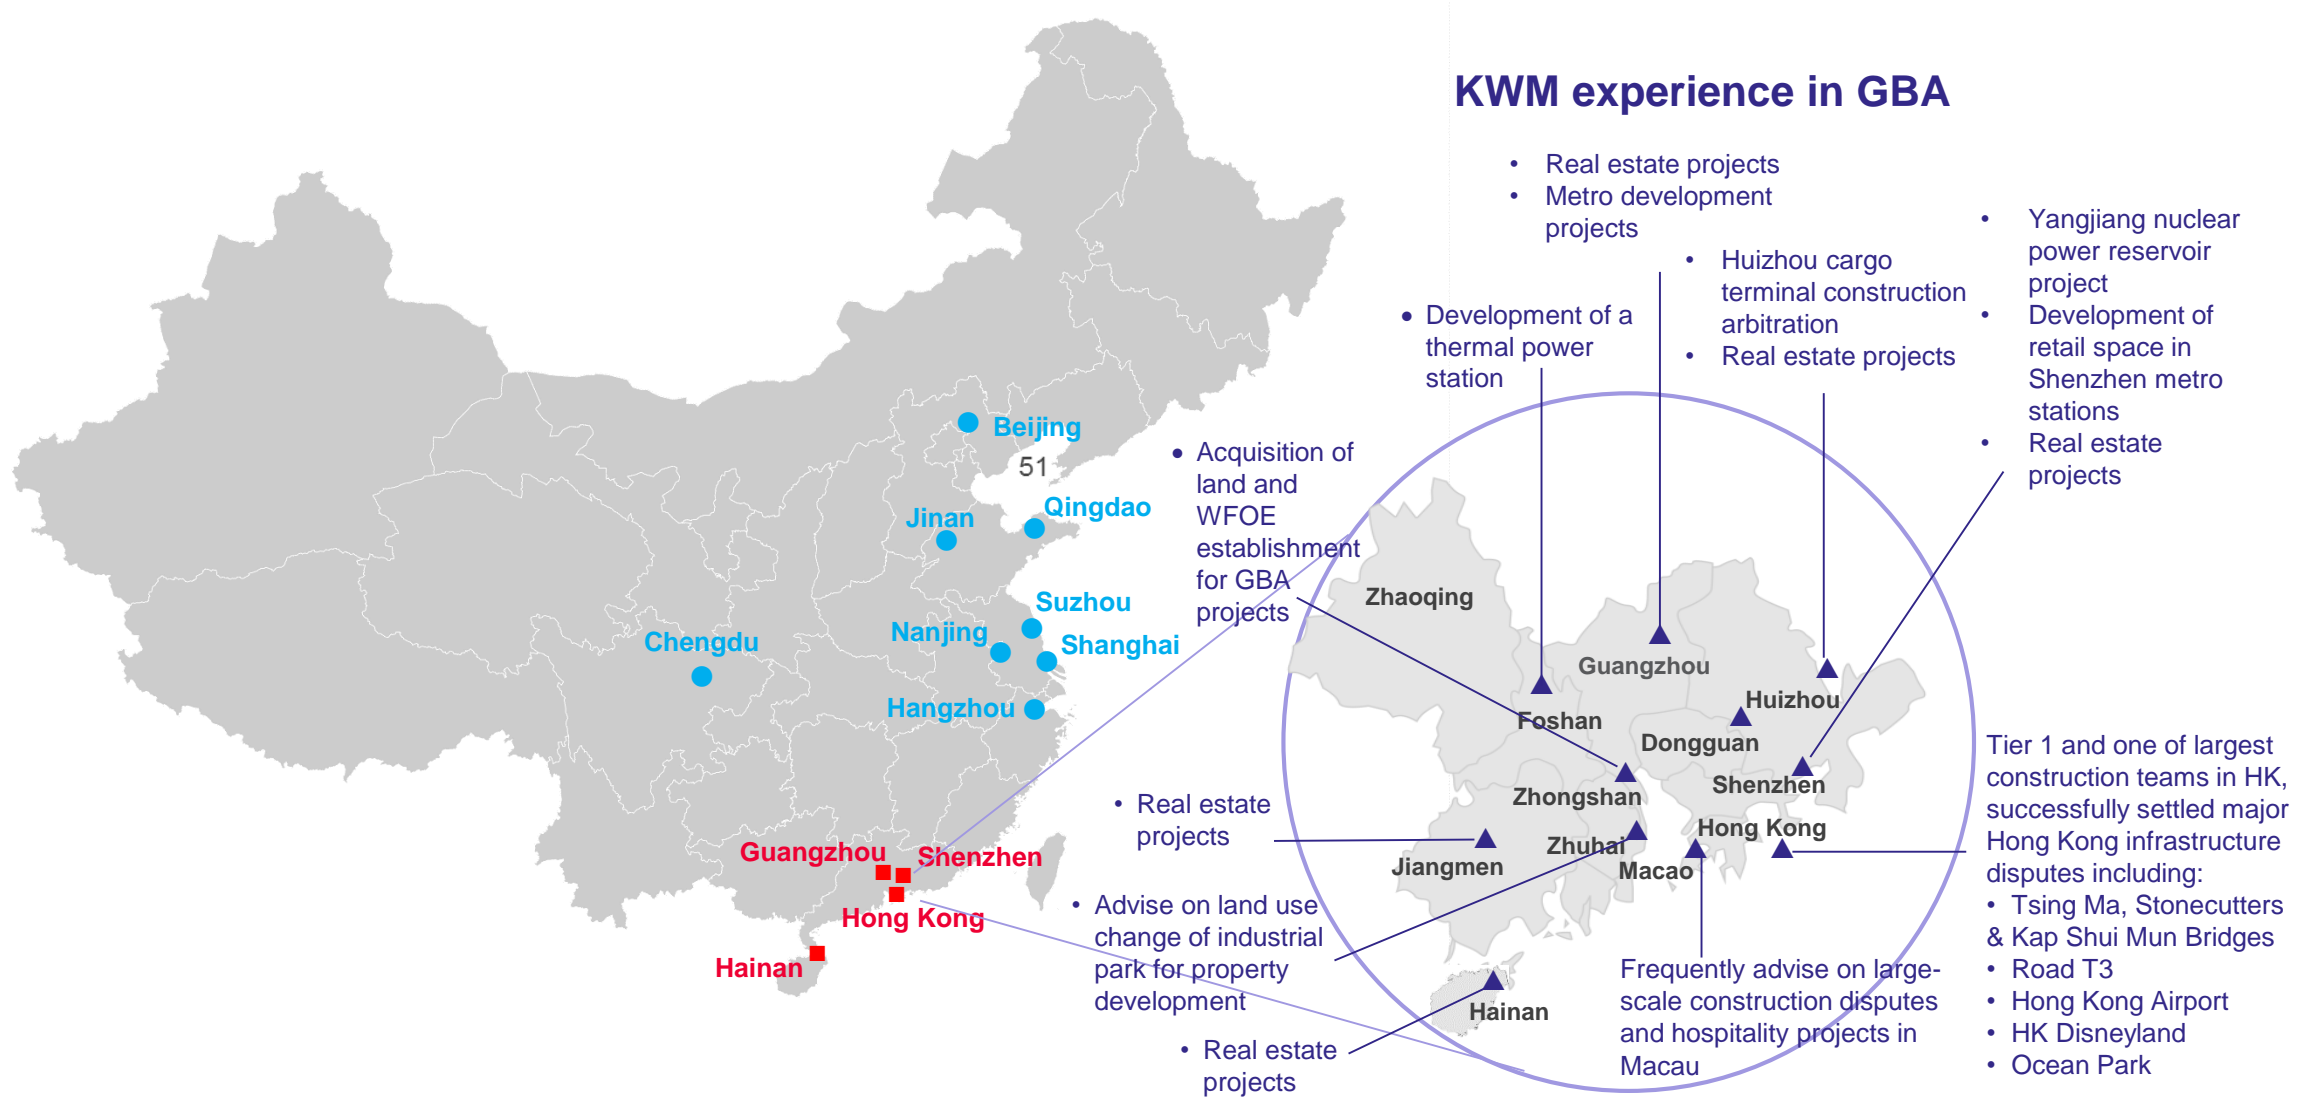 KWM experience in GBA
• Real estate projects
• Metro development
projects
• Huizhou cargo
terminal construction
arbitration
• Real estate projects
• Yangjiang nuclear
power reservoir
project
• Development of
retail space in
Shenzhen metro
stations
• Real estate
projects
• Development of a
thermal power
station
• Acquisition of
land and
WFOE
establishment
for GBA
projects
Beijing
51
Jinan
Qingdao
Suzhou
Nanjing
Shanghai
Chengdu
Hangzhou
Guangzhou
Shenzhen
Hong Kong
Hainan
Zhaoqing
Guangzhou
Huizhou
Foshan
Dongguan
Shenzhen
Zhongshan
Hong Kong
Zhuhai
Jiangmen
Macao
Hainan
• Real estate
projects
• Advise on land use
change of industrial
park for property
development
• Real estate
projects
Frequently advise on large-
scale construction disputes
and hospitality projects in
Macau
Tier 1 and one of largest
construction teams in HK,
successfully settled major
Hong Kong infrastructure
disputes including:
• Tsing Ma, Stonecutters
& Kap Shui Mun Bridges
• Road T3
• Hong Kong Airport
• HK Disneyland
• Ocean Park